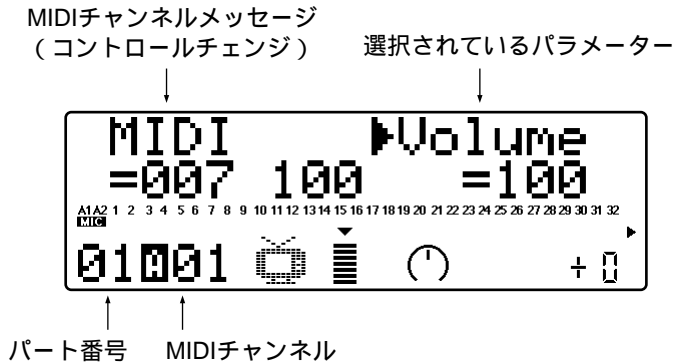 MIDIチャンネルメッセージ
（コントロールチェンジ）
選択されているパラメーター
MIDI ▶Volume
=007 100 =100
A1 A2 1 2 3 4 5 6 7 8 9 10 11 12 13 14 15 16 17 18 19 20 21 22 23 24 25 26 27 28 29 30 31 32
MIC
01 01 + 0
パート番号 MIDIチャンネル